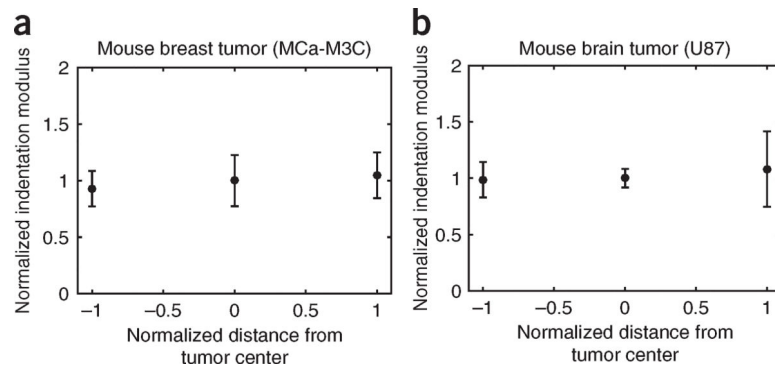 a
Mouse breast tumor (MCa-M3C)
Normalized indentation modulus
2
1.5
1
0.5
0
–1
–0.5
0
0.5
1
Normalized distance from
tumor center
b
Mouse brain tumor (U87)
Normalized indentation modulus
2
1.5
1
0.5
0
–1
–0.5
0
0.5
1
Normalized distance from
tumor center